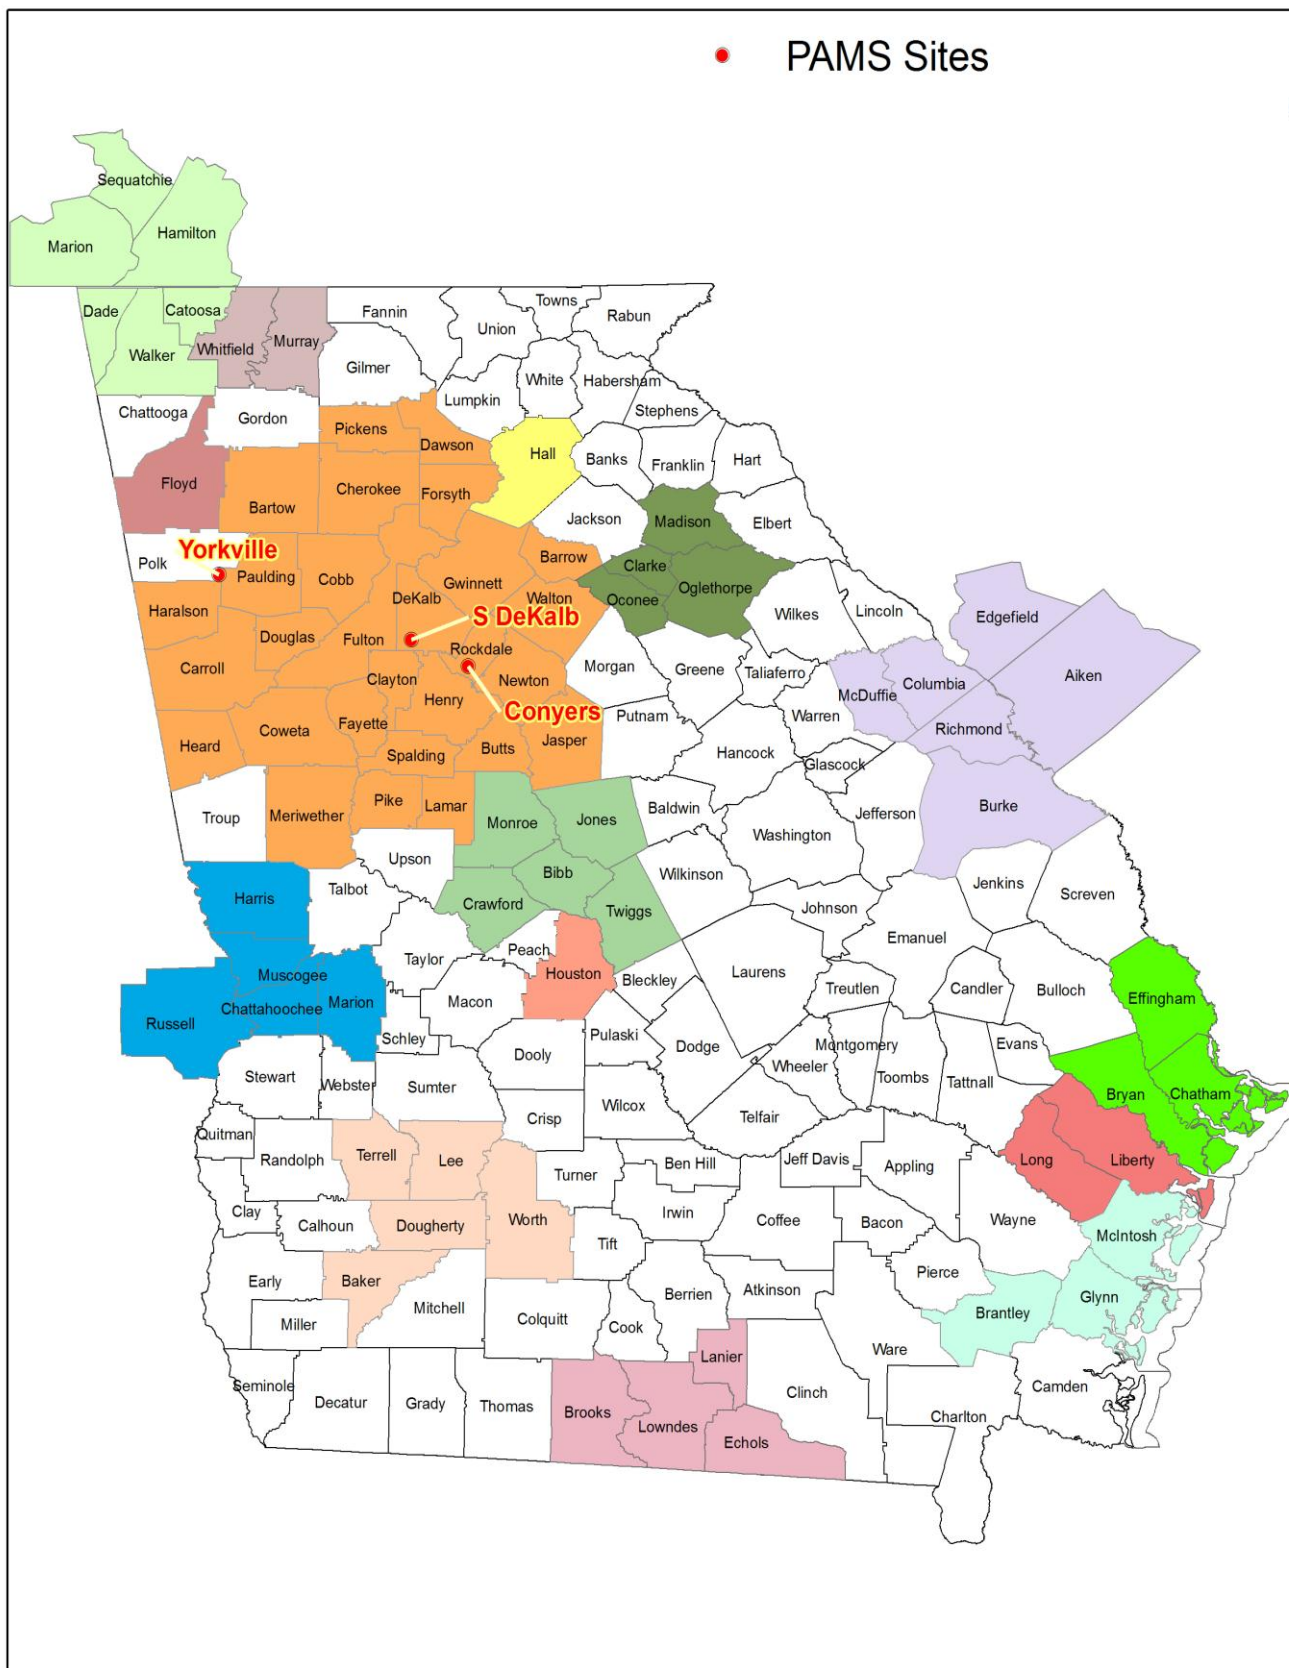 PAMS Sites
Sequatchie
Marion
Hamilton
Dade
Catoosa
Walker
Whitfield
Murray
Fannin
Union
Towns
Rabun
Gilmer
White
Habersham
Lumpkin
Stephens
Chattooga
Gordon
Pickens
Dawson
Hall
Banks
Franklin
Hart
Floyd
Bartow
Cherokee
Forsyth
Jackson
Madison
Elbert
Yorkville
Polk
Paulding
Cobb
Gwinnett
Barrow
Clarke
Oglethorpe
Haralson
DeKalb
Walton
Oconee
Wilkes
Lincoln
Edgefield
S DeKalb
Douglas
Fulton
Rockdale
Carroll
Clayton
Newton
Morgan
Greene
Taliaferro
McDuffie
Columbia
Aiken
Henry
Conyers
Putnam
Warren
Richmond
Heard
Coweta
Fayette
Spalding
Butts
Jasper
Hancock
Glascock
Troup
Meriwether
Pike
Lamar
Monroe
Jones
Baldwin
Washington
Jefferson
Burke
Upson
Bibb
Wilkinson
Harris
Talbot
Crawford
Twiggs
Johnson
Jenkins
Screven
Peach
Emanuel
Taylor
Muscogee
Houston
Bleckley
Laurens
Russell
Chattahoochee
Marion
Macon
Treutlen
Candler
Bulloch
Effingham
Schley
Pulaski
Dooly
Dodge
Montgomery
Evans
Stewart
Webster
Sumter
Wheeler
Toombs
Tattnall
Bryan
Chatham
Crisp
Wilcox
Telfair
Quitman
Randolph
Terrell
Lee
Turner
Ben Hill
Jeff Davis
Appling
Long
Liberty
Clay
Calhoun
Dougherty
Worth
Irwin
Coffee
Bacon
Wayne
McIntosh
Tift
Early
Baker
Mitchell
Berrien
Atkinson
Pierce
Brantley
Glynn
Miller
Colquitt
Cook
Ware
Lanier
Seminole
Decatur
Grady
Thomas
Brooks
Lowndes
Clinch
Camden
Charlton
Echols